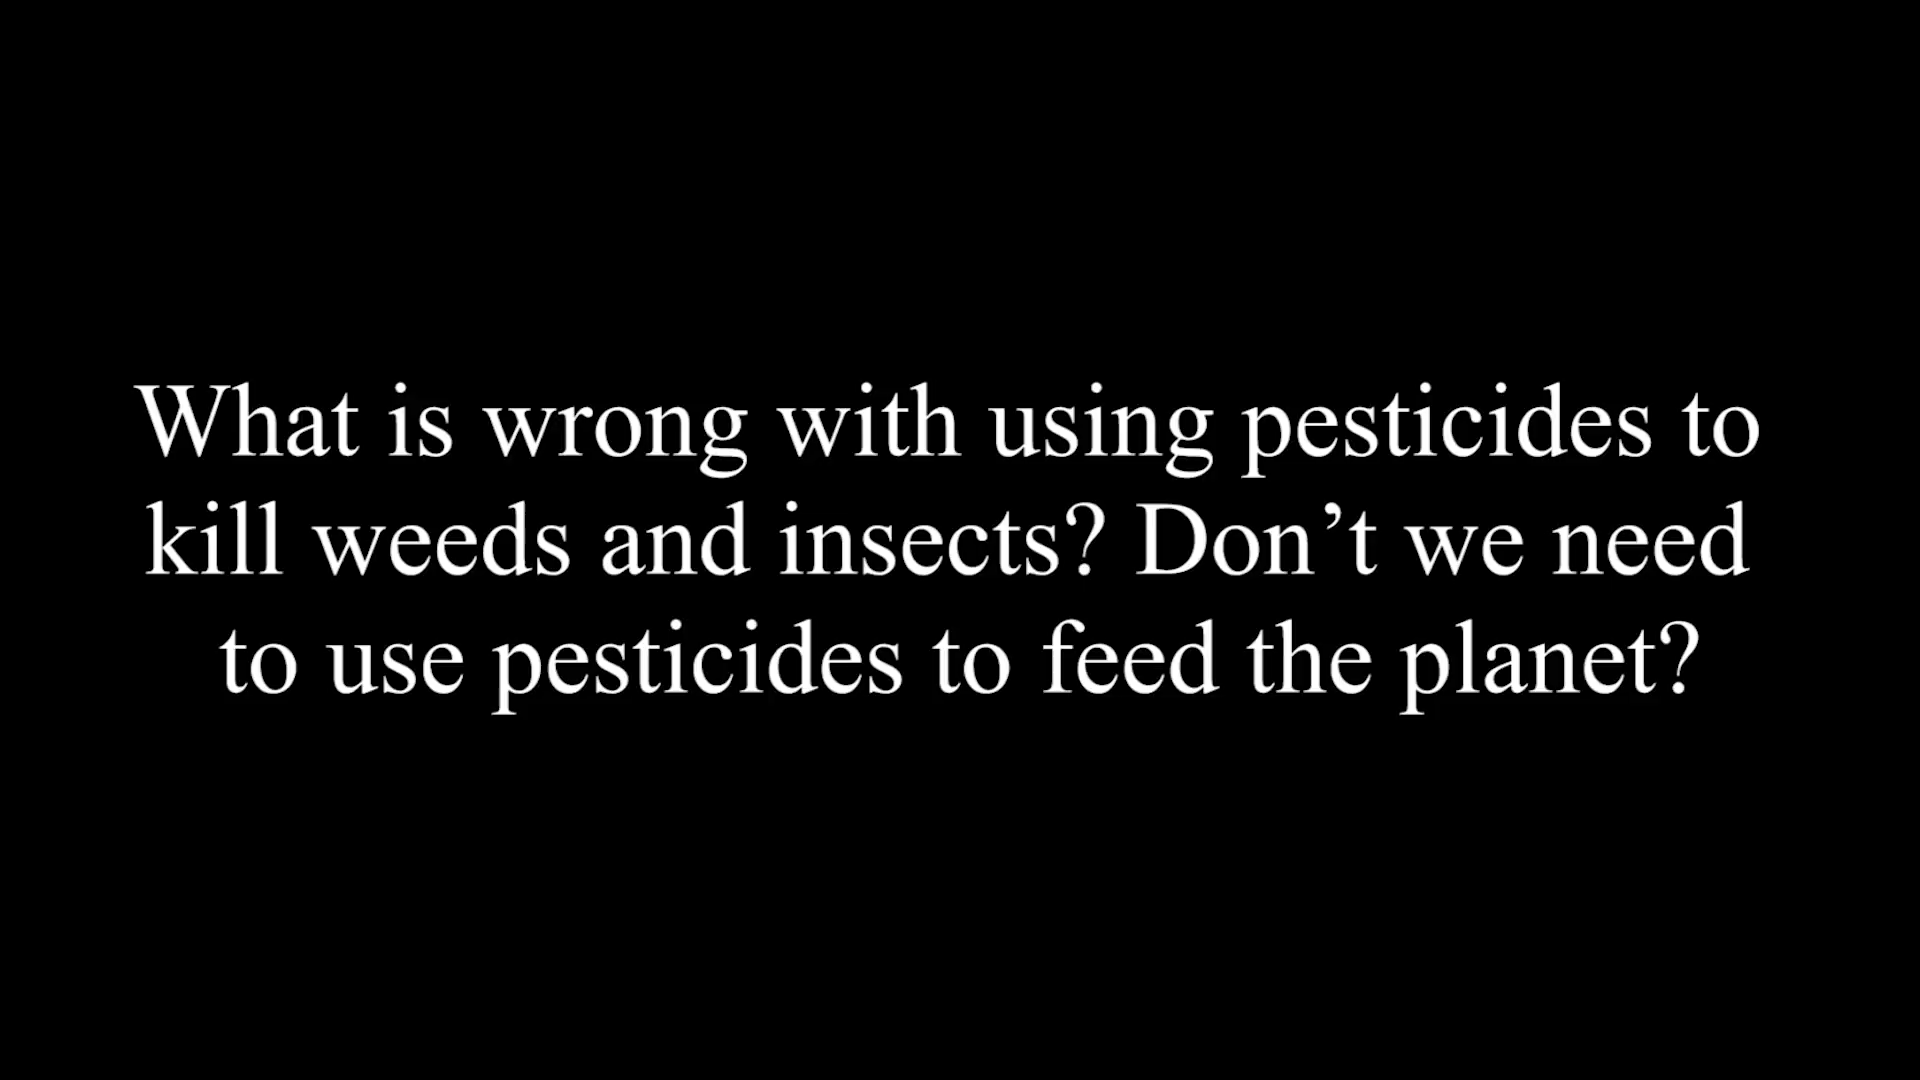 What is wrong with using pesticides to
kill weeds and insects? Don’t we need
to use pesticides to feed the planet?